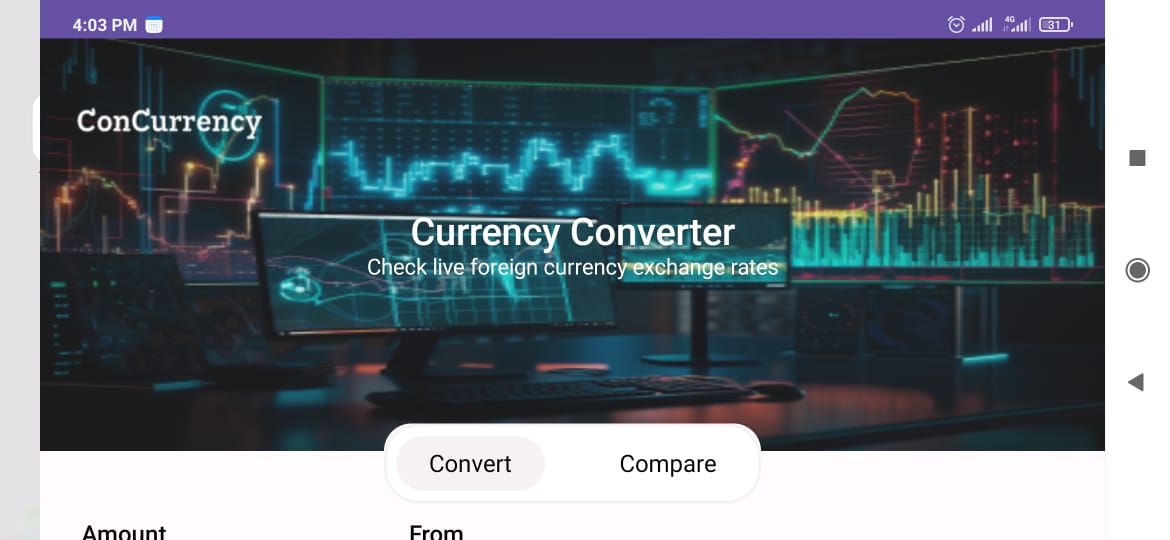 4:03 PM
4G
31
ConCurrency
Currency Converter
Check live foreign currency exchange rates
Convert
Compare
Amount
From